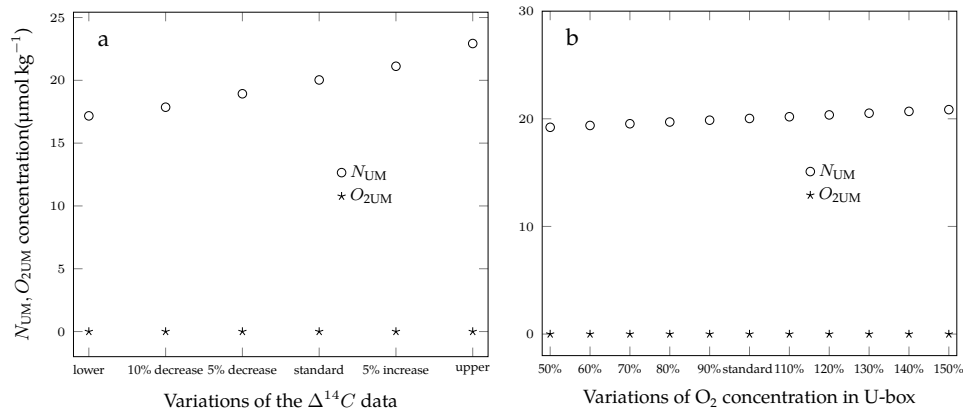 a
25
20
15
10
5
0
N_UM, O_2UM concentration(μmol kg⁻¹)
N_UM
O_2UM
lower 10% decrease 5% decrease standard 5% increase upper
Variations of the Δ¹⁴C data
b
30
20
10
0
N_UM
O_2UM
50% 60% 70% 80% 90% standard 110% 120% 130% 140% 150%
Variations of O₂ concentration in U-box